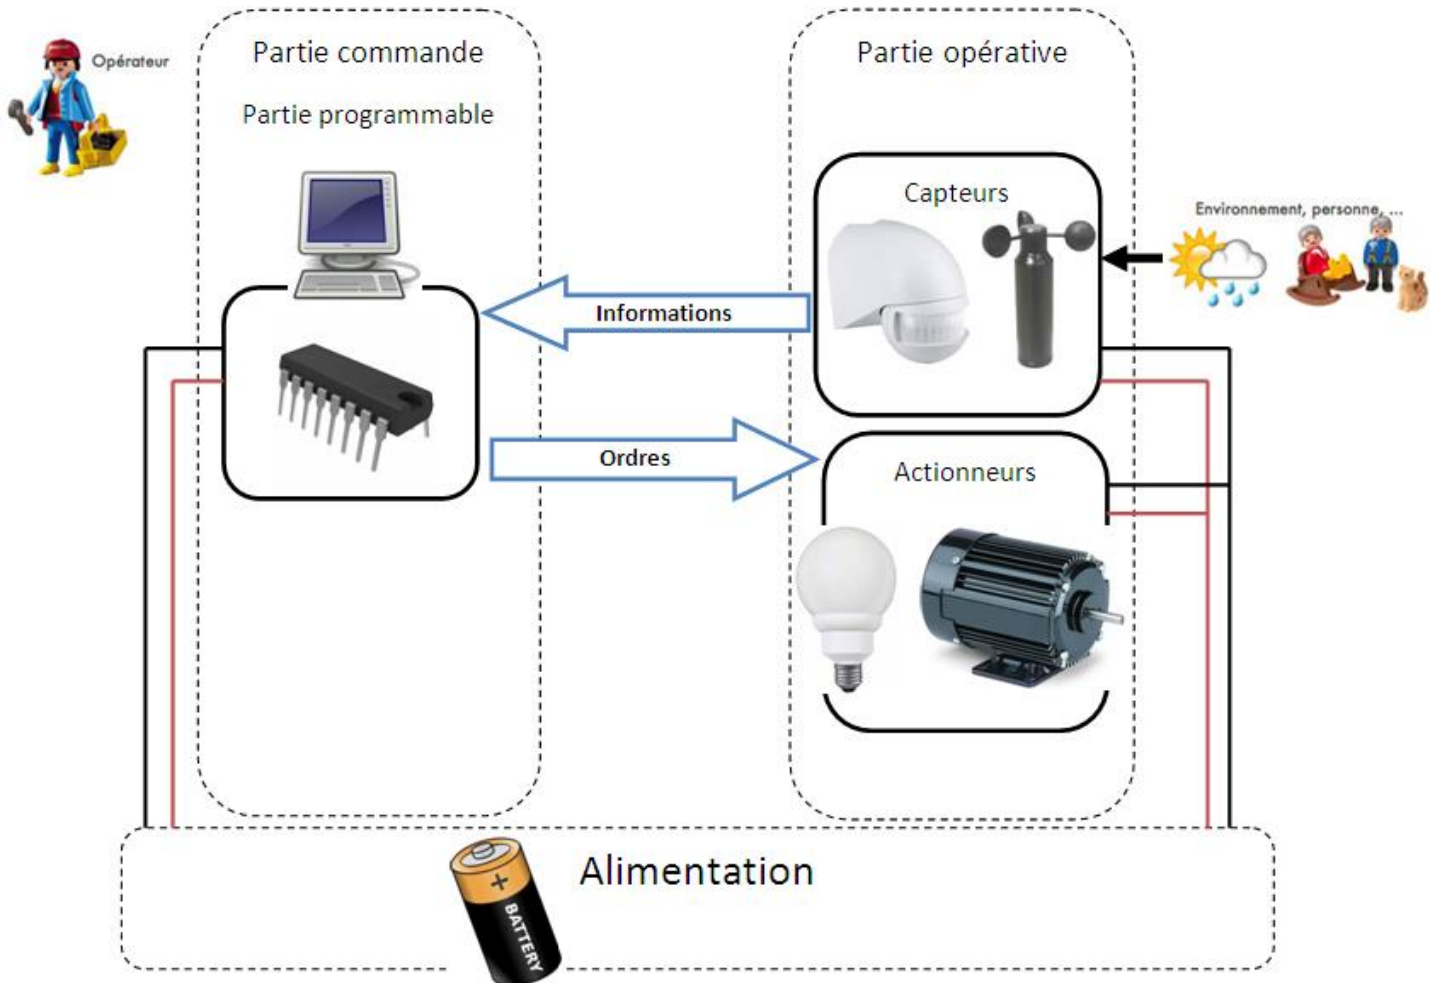 Opérateur
Partie commande
Partie programmable
Partie opérative
Capteurs
Environnement, personne, ...
Informations
Ordres
Actionneurs
Alimentation
+
BATTERY